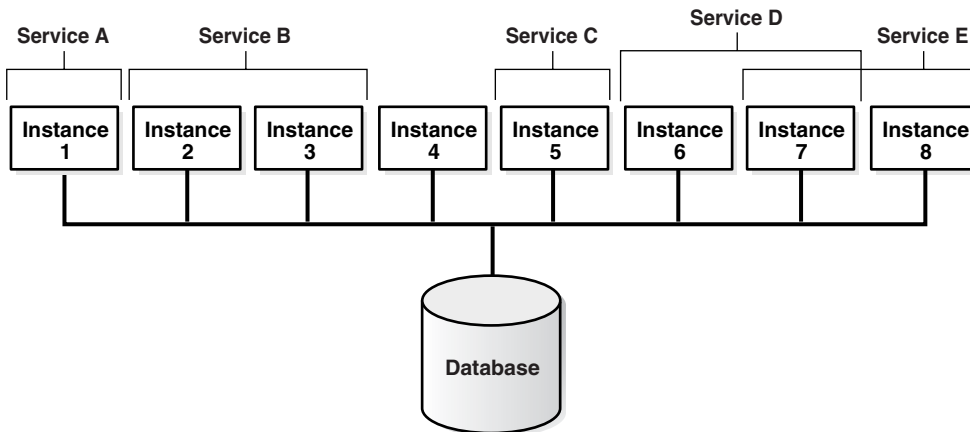 Service D
Service A
Service B
Service C
Service E
Instance
1
Instance
2
Instance
3
Instance
4
Instance
5
Instance
6
Instance
7
Instance
8
Database